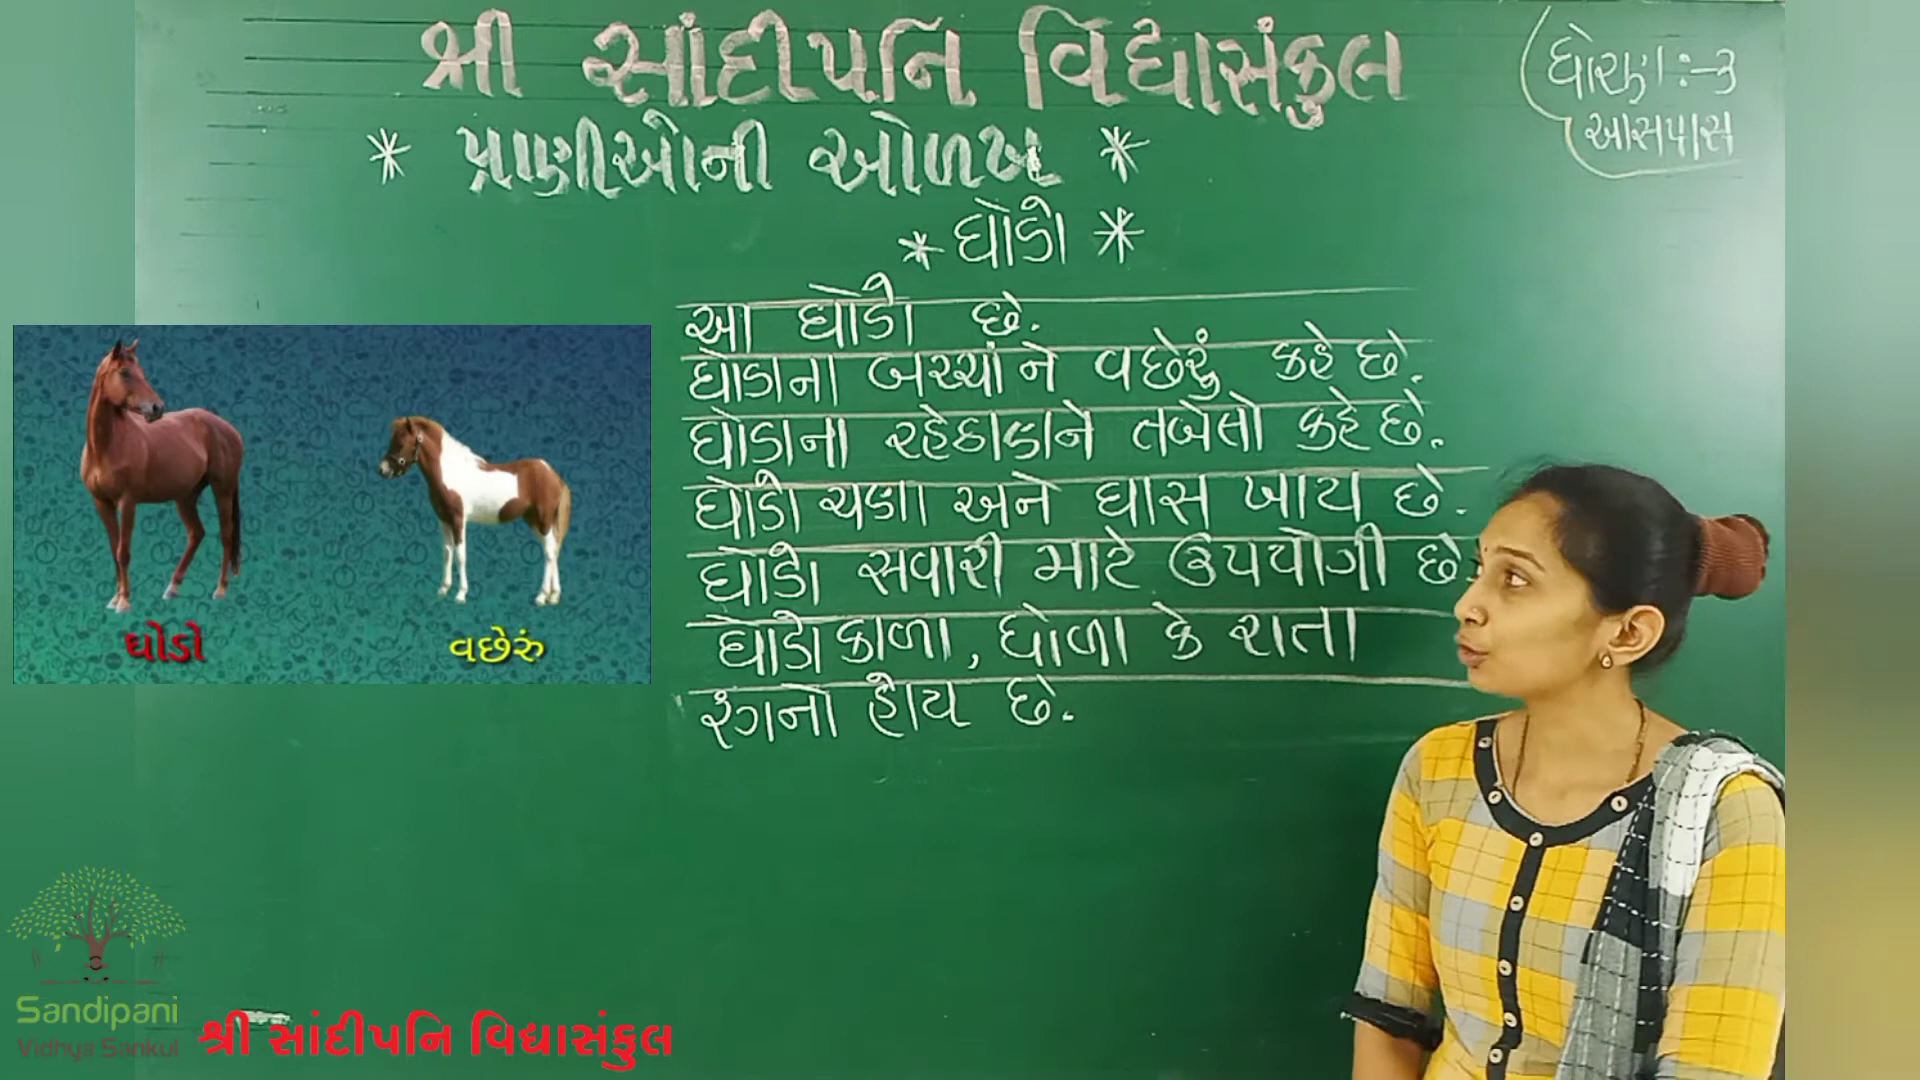 શ્રી સાંદીપનિ વિદ્યાસંકુલ
ધોરણ :- ૩
આસપાસ
* પ્રાણીઓની ઓળખ *
* ઘોડો *
આ ઘોડો છે.
ઘોડાના બચ્ચાંને વછેરું કહે છે.
ઘોડાના રહેઠાણને તબેલો કહે છે.
ઘોડો ચણા અને ઘાસ ખાય છે.
ઘોડો સવારી માટે ઉપયોગી છે.
ઘોડો કાળા, ધોળા કે રાતા
રંગનો હોય છે.
ઘોડો
વછેરું
Sandipani
Vidhya Sankul
શ્રી સાંદીપનિ વિદ્યાસંકુલ